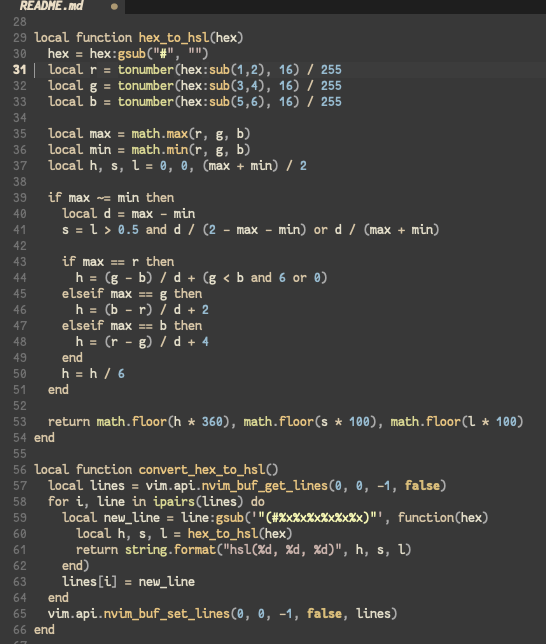 README.md
28
29 local function hex_to_hsl(hex)
30   hex = hex:gsub("#", "")
31   local r = tonumber(hex:sub(1,2), 16) / 255
32   local g = tonumber(hex:sub(3,4), 16) / 255
33   local b = tonumber(hex:sub(5,6), 16) / 255
34
35   local max = math.max(r, g, b)
36   local min = math.min(r, g, b)
37   local h, s, l = 0, 0, (max + min) / 2
38
39   if max ~= min then
40     local d = max - min
41     s = l > 0.5 and d / (2 - max - min) or d / (max + min)
42
43     if max == r then
44       h = (g - b) / d + (g < b and 6 or 0)
45     elseif max == g then
46       h = (b - r) / d + 2
47     elseif max == b then
48       h = (r - g) / d + 4
49     end
50     h = h / 6
51   end
52
53   return math.floor(h * 360), math.floor(s * 100), math.floor(l * 100)
54 end
55
56 local function convert_hex_to_hsl()
57   local lines = vim.api.nvim_buf_get_lines(0, 0, -1, false)
58   for i, line in ipairs(lines) do
59     local new_line = line:gsub('"(#%x%x%x%x%x%x)"', function(hex)
60       local h, s, l = hex_to_hsl(hex)
61       return string.format("hsl(%d, %d, %d)", h, s, l)
62     end)
63     lines[i] = new_line
64   end
65   vim.api.nvim_buf_set_lines(0, 0, -1, false, lines)
66 end